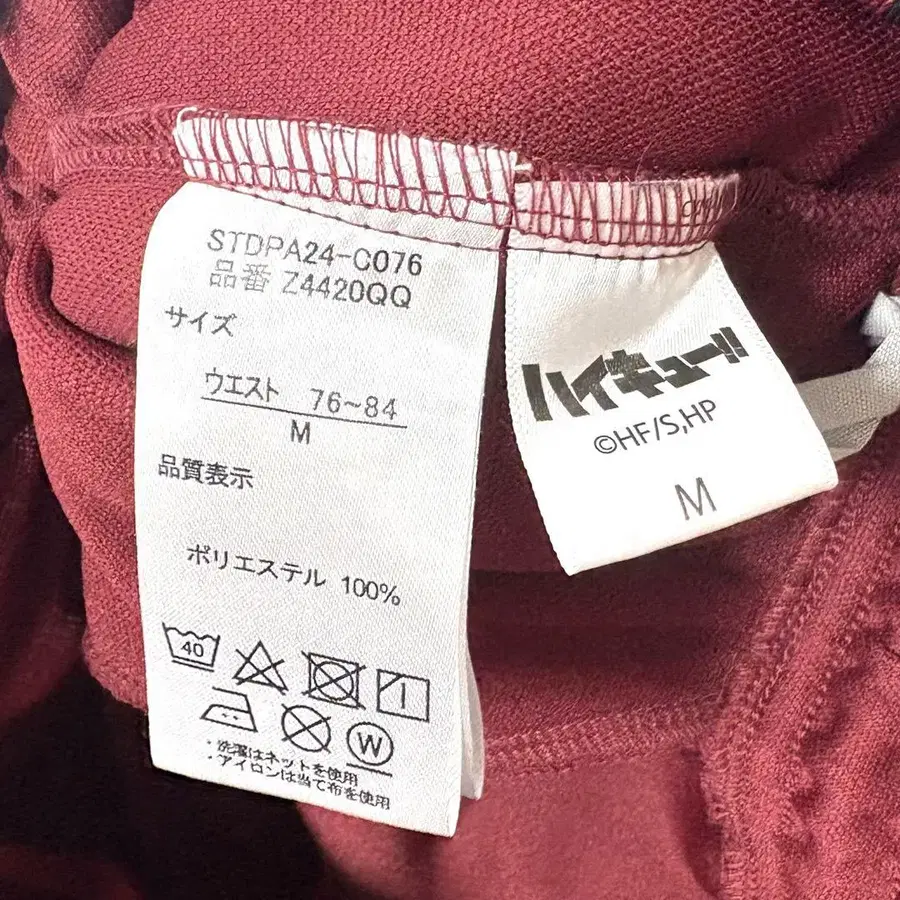 STDPA24-C076
品番 Z4420QQ
サイズ
ウエスト 76~84
M
品質表示
ポリエステル 100%
40
W
・洗濯はネットを使用
・アイロンは当て布を使用
ハイキュー!!
©HF/S,HP
M